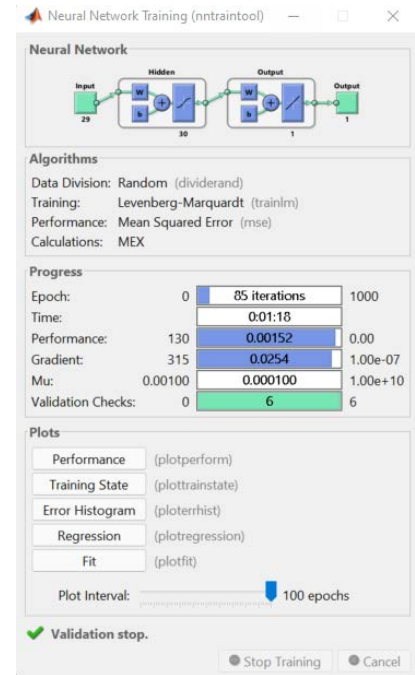 Neural Network Training (nntraintool)
Neural Network
Hidden Output
Input Output
W W
+ +
b b
29 1
30 1
Algorithms
Data Division: Random (dividerand)
Training: Levenberg-Marquardt (trainlm)
Performance: Mean Squared Error (mse)
Calculations: MEX
Progress
Epoch: 0 85 iterations 1000
Time: 0:01:18
Performance: 130 0.00152 0.00
Gradient: 315 0.0254 1.00e-07
Mu: 0.00100 0.000100 1.00e+10
Validation Checks: 0 6 6
Plots
Performance (plotperform)
Training State (plottrainstate)
Error Histogram (ploterrhist)
Regression (plotregression)
Fit (plotfit)
Plot Interval: 100 epochs
Validation stop.
Stop Training Cancel